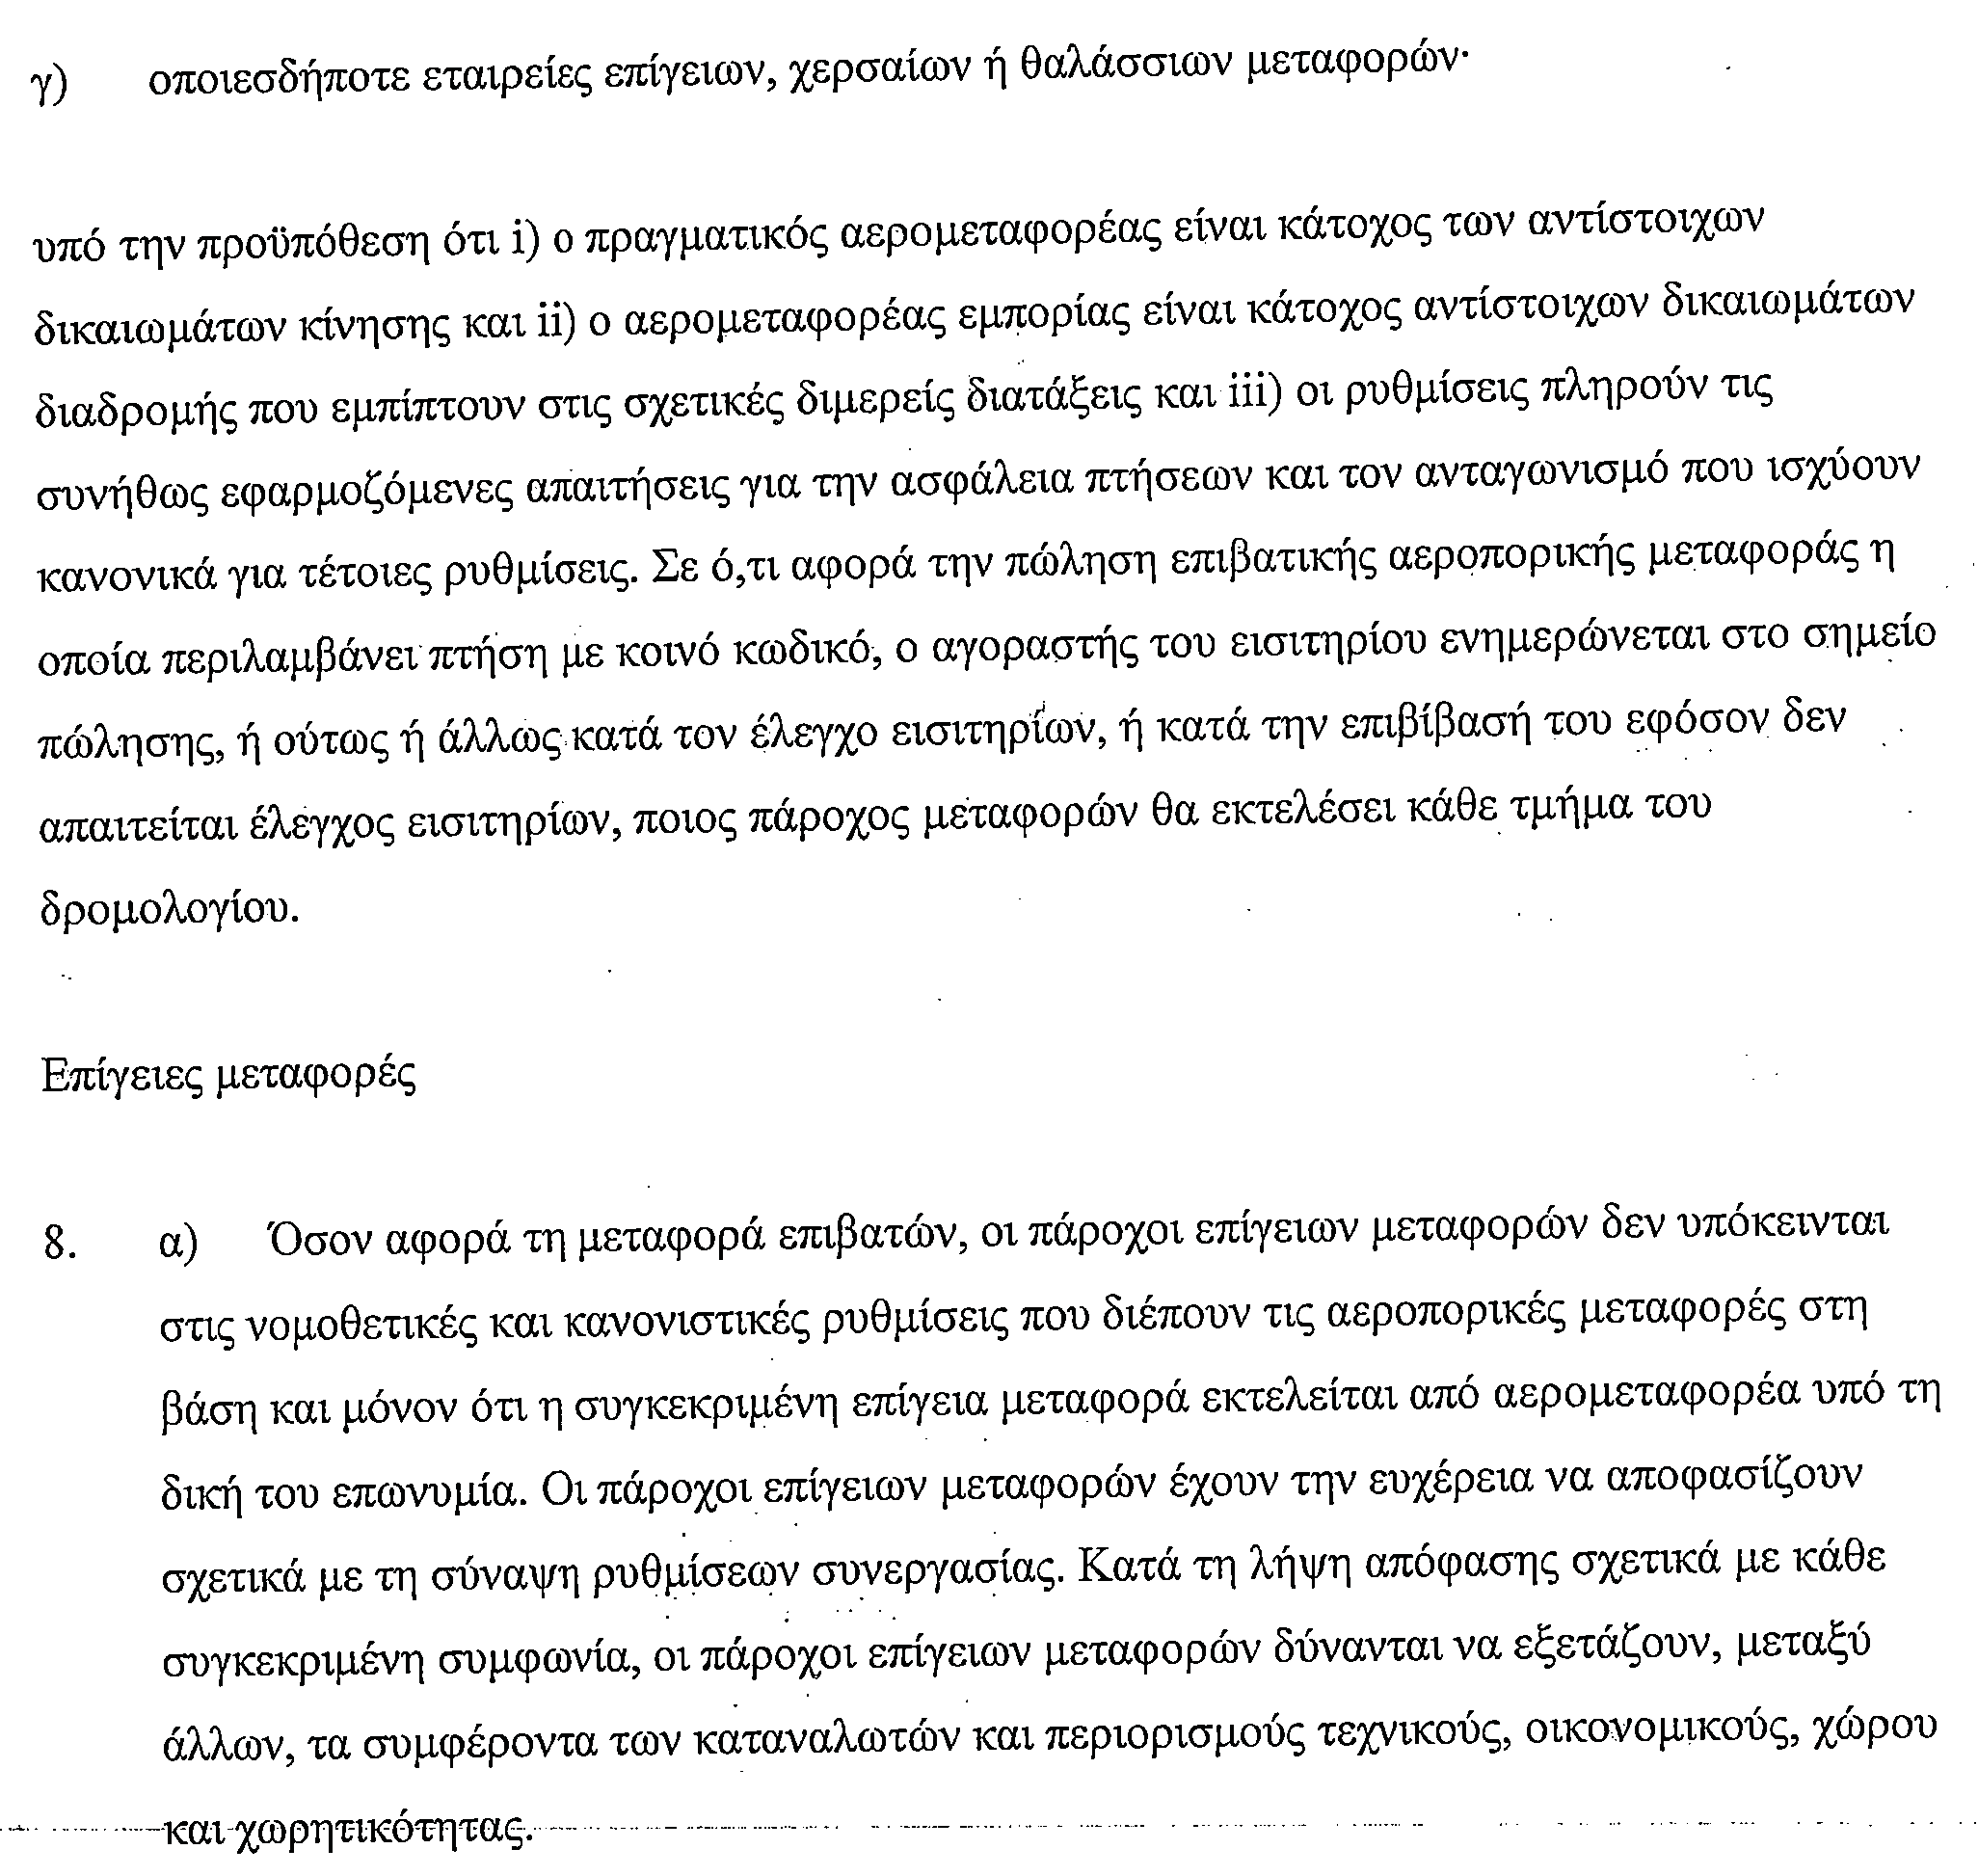 γ) οποιεσδήποτε εταιρείες επίγειων, χερσαίων ή θαλάσσιων μεταφορών·
υπό την προϋπόθεση ότι i) ο πραγματικός αερομεταφορέας είναι κάτοχος των αντίστοιχων
δικαιωμάτων κίνησης και ii) ο αερομεταφορέας εμπορίας είναι κάτοχος αντίστοιχων δικαιωμάτων
διαδρομής που εμπίπτουν στις σχετικές διμερείς διατάξεις και iii) οι ρυθμίσεις πληρούν τις
συνήθως εφαρμοζόμενες απαιτήσεις για την ασφάλεια πτήσεων και τον ανταγωνισμό που ισχύουν
κανονικά για τέτοιες ρυθμίσεις. Σε ό,τι αφορά την πώληση επιβατικής αεροπορικής μεταφοράς η
οποία περιλαμβάνει πτήση με κοινό κωδικό, ο αγοραστής του εισιτηρίου ενημερώνεται στο σημείο
πώλησης, ή ούτως ή άλλως κατά τον έλεγχο εισιτηρίων, ή κατά την επιβίβασή του εφόσον δεν
απαιτείται έλεγχος εισιτηρίων, ποιος πάροχος μεταφορών θα εκτελέσει κάθε τμήμα του
δρομολογίου.
Επίγειες μεταφορές
8. α) Όσον αφορά τη μεταφορά επιβατών, οι πάροχοι επίγειων μεταφορών δεν υπόκεινται
στις νομοθετικές και κανονιστικές ρυθμίσεις που διέπουν τις αεροπορικές μεταφορές στη
βάση και μόνον ότι η συγκεκριμένη επίγεια μεταφορά εκτελείται από αερομεταφορέα υπό τη
δική του επωνυμία. Οι πάροχοι επίγειων μεταφορών έχουν την ευχέρεια να αποφασίζουν
σχετικά με τη σύναψη ρυθμίσεων συνεργασίας. Κατά τη λήψη απόφασης σχετικά με κάθε
συγκεκριμένη συμφωνία, οι πάροχοι επίγειων μεταφορών δύνανται να εξετάζουν, μεταξύ
άλλων, τα συμφέροντα των καταναλωτών και περιορισμούς τεχνικούς, οικονομικούς, χώρου
και χωρητικότητας.